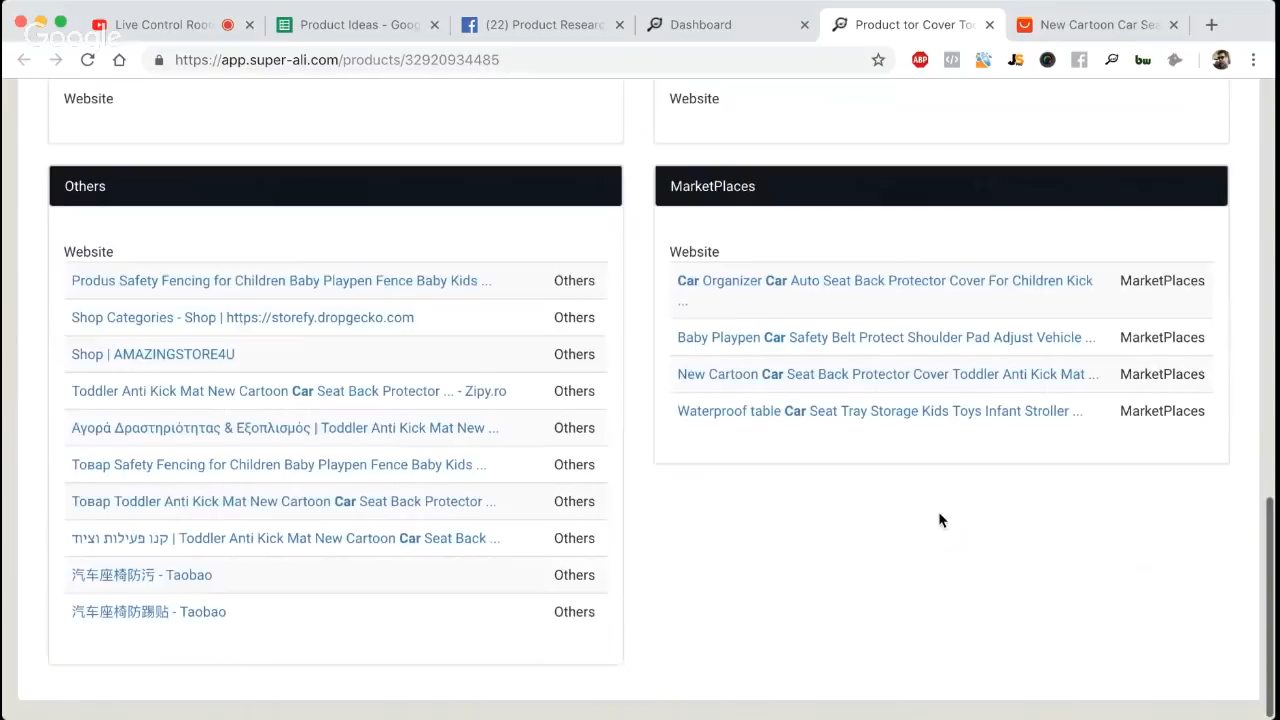 Live Control Roo
Product Ideas - Goog
(22) Product Researc
Dashboard
Product tor Cover To
New Cartoon Car Sea
Google
https://app.super-ali.com/products/32920934485
ABP
JS
bw
Website
Website
Others
MarketPlaces
Website
Produs Safety Fencing for Children Baby Playpen Fence Baby Kids ... Others
Shop Categories - Shop | https://storefy.dropgecko.com Others
Shop | AMAZINGSTORE4U Others
Toddler Anti Kick Mat New Cartoon Car Seat Back Protector ... - Zipy.ro Others
Αγορά Δραστηριότητας & Εξοπλισμός | Toddler Anti Kick Mat New ... Others
Товар Safety Fencing for Children Baby Playpen Fence Baby Kids ... Others
Товар Toddler Anti Kick Mat New Cartoon Car Seat Back Protector ... Others
קנו פעילות וציוד | Toddler Anti Kick Mat New Cartoon Car Seat Back ... Others
汽车座椅防污 - Taobao Others
汽车座椅防踢贴 - Taobao Others
Website
Car Organizer Car Auto Seat Back Protector Cover For Children Kick MarketPlaces
...
Baby Playpen Car Safety Belt Protect Shoulder Pad Adjust Vehicle ... MarketPlaces
New Cartoon Car Seat Back Protector Cover Toddler Anti Kick Mat ... MarketPlaces
Waterproof table Car Seat Tray Storage Kids Toys Infant Stroller ... MarketPlaces